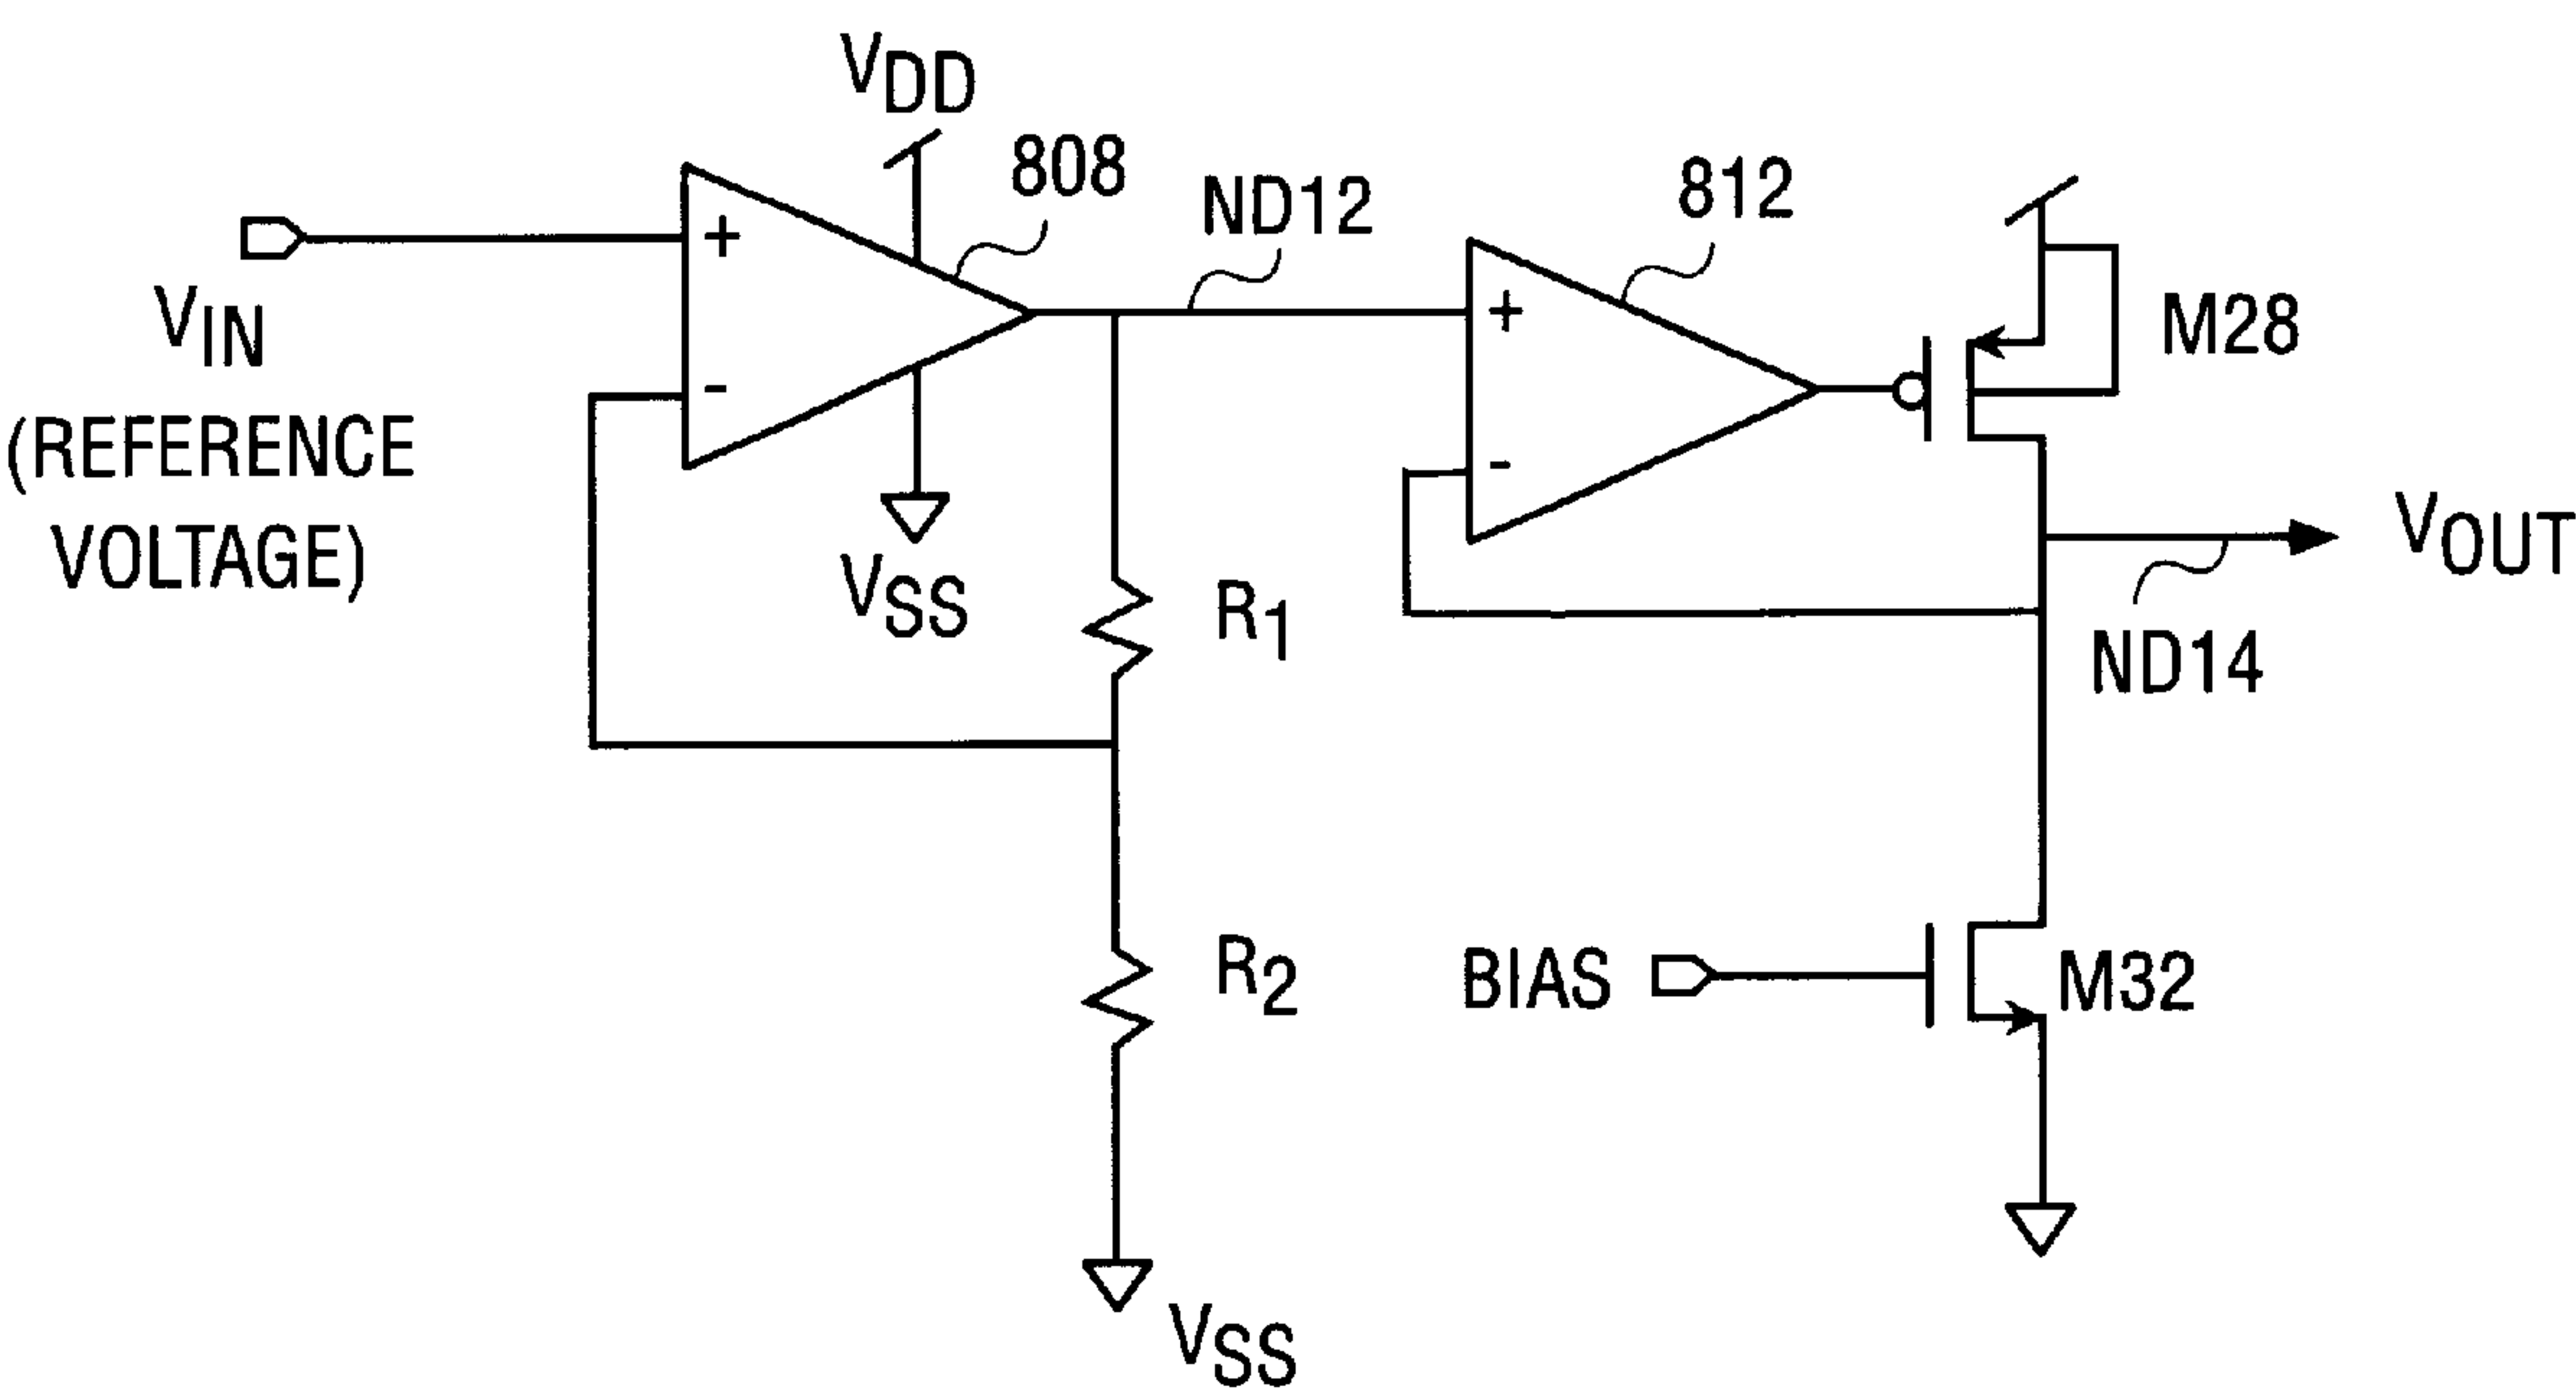 VDD
808
ND12
812
+
VIN
(REFERENCE
VOLTAGE)
-
+
M28
-
VSS
R1
VOUT
ND14
R2
BIAS
M32
VSS